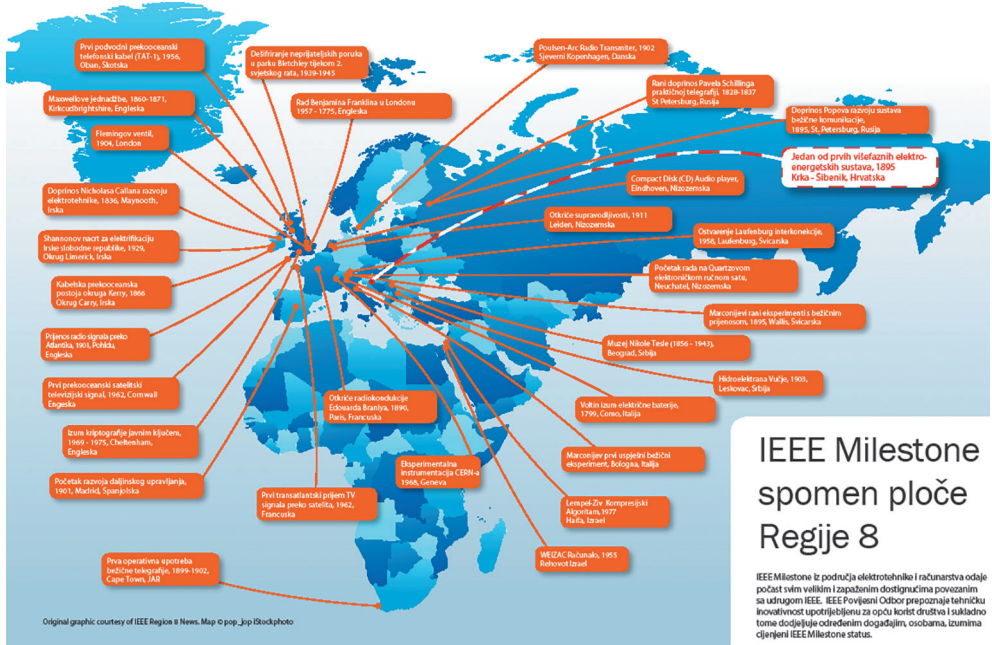 Prvi podvodni prekooceanski
telefonski kabel (TAT-1), 1956,
Oban, Škotska
Dešifriranje neprijateljskih poruka
u parku Bletchley tijekom 2.
svjetskog rata, 1939-1945
Pouhen-Arc Radio Transmiter, 1902
Sjeverni Kopenhagen, Danska
Maxwellove jednadžbe, 1860-1871,
Kirkcudbrightshire, Engleska
Rad Benjamina Franklina u Londonu
1957 - 1775, Engleska
Rani doprinos Pavela Schillinga
praktičnoj telegrafiji, 1828-1837
St Petersburg, Rusija
Doprinos Popova razvoju sustava
bežične komunikacije,
1895, St. Petersburg, Rusija
Flemingov ventil,
1904, London
Jedan od prvih višefaznih elektro-
energetskih sustava, 1895
Krka - Šibenik, Hrvatska
Compact Disk (CD) Audio player,
Eindhoven, Nizozemska
Doprinos Nicholasa Callana razvoju
elektrotehnike, 1836, Maynooth,
Irska
Otkriće supravodljivosti, 1911
Leiden, Nizozemska
Ostvarenje Laufenburg interkonekcije,
1958, Laufenburg, Švicarska
Shannonov nacrt za elektrifikaciju
Irske slobodne republike, 1929,
Okrug Limerick, Irska
Početak rada na Quartzovom
elektroničkom ručnom satu,
Neuchatel, Nizozemska
Kabelska prekooceanska
postoja okruga Kerry, 1866
Okrug Carry, Irska
Marconijevi rani eksperimenti s bežičnim
prijenosom, 1895, Wallis, Švicarska
Prijenos radio signala preko
Atlantika, 1901, Pohldu,
Engleska
Muzej Nikole Tesle (1856 - 1943),
Beograd, Srbija
Hidroelektrana Vučje, 1903,
Leskovac, Srbija
Prvi prekooceanski satelitski
televizijski signal, 1962, Cornwall
Engeska
Otkriće radiokondukcije
Edouarda Branlya, 1890,
Paris, Francuska
Voltin izum električne baterije,
1799, Como, Italija
Izum kriptografije javnim ključem,
1969 - 1975, Cheltenham,
Engleska
Marconijev prvi uspješni bežični
eksperiment, Bologna, Italija
Eksperimentalna
instrumentacija CERN-a
1968, Geneva
Početak razvoja daljinskog upravljanja,
1901, Madrid, Španjolska
Prvi transatlantski prijem TV
signala preko satelita, 1962,
Francuska
Lempel-Ziv Kompresijski
Algoritam, 1977
Haifa, Izrael
WEIZAC Računalo, 1955
Rehovot Izrael
Prva operativna upotreba
bežične telegrafije, 1899-1902,
Cape Town, JAR
Original graphic courtesy of IEEE Region 8 News. Map © pop_jop iStockphoto
IEEE Milestone
spomen ploče
Regije 8
IEEE Milestone iz područja elektrotehnike i računarstva odaje
počast svim velikim i zapaženim dostignućima povezanim
sa udrugom IEEE. IEEE Povijesni Odbor prepoznaje tehničku
inovativnost upotrijebljenu za opću korist društva i sukladno
tome dodjeljuje određenim događajim, osobama, izumima
cijenjeni IEEE Milestone status.